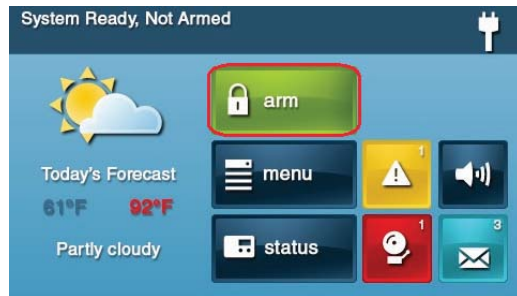 System Ready, Not Armed
arm
Today's Forecast
menu
1
61°F 92°F
Partly cloudy
status
1
3